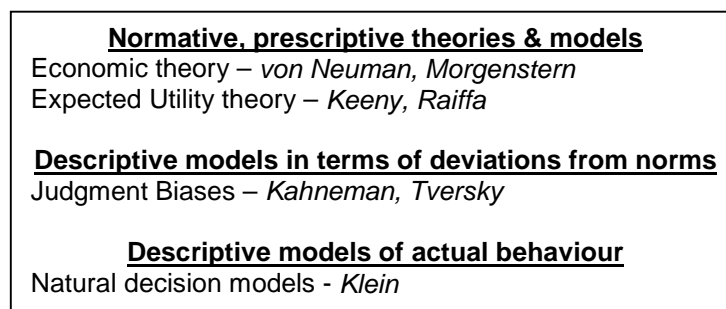 Normative, prescriptive theories & models
Economic theory – von Neuman, Morgenstern
Expected Utility theory – Keeny, Raiffa
Descriptive models in terms of deviations from norms
Judgment Biases – Kahneman, Tversky
Descriptive models of actual behaviour
Natural decision models - Klein